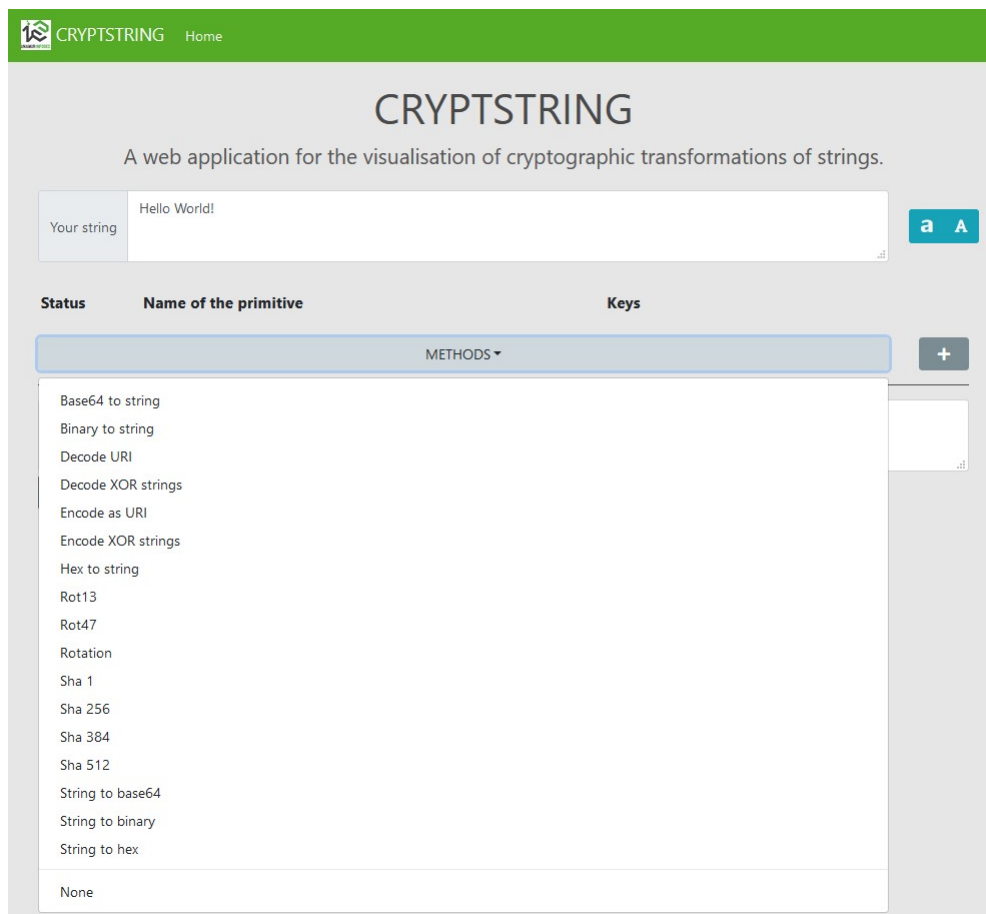 CRYPTSTRING Home
CRYPTSTRING
A web application for the visualisation of cryptographic transformations of strings.
Your string
Hello World!
a A
Status Name of the primitive Keys
METHODS
+
Base64 to string
Binary to string
Decode URI
Decode XOR strings
Encode as URI
Encode XOR strings
Hex to string
Rot13
Rot47
Rotation
Sha 1
Sha 256
Sha 384
Sha 512
String to base64
String to binary
String to hex
None